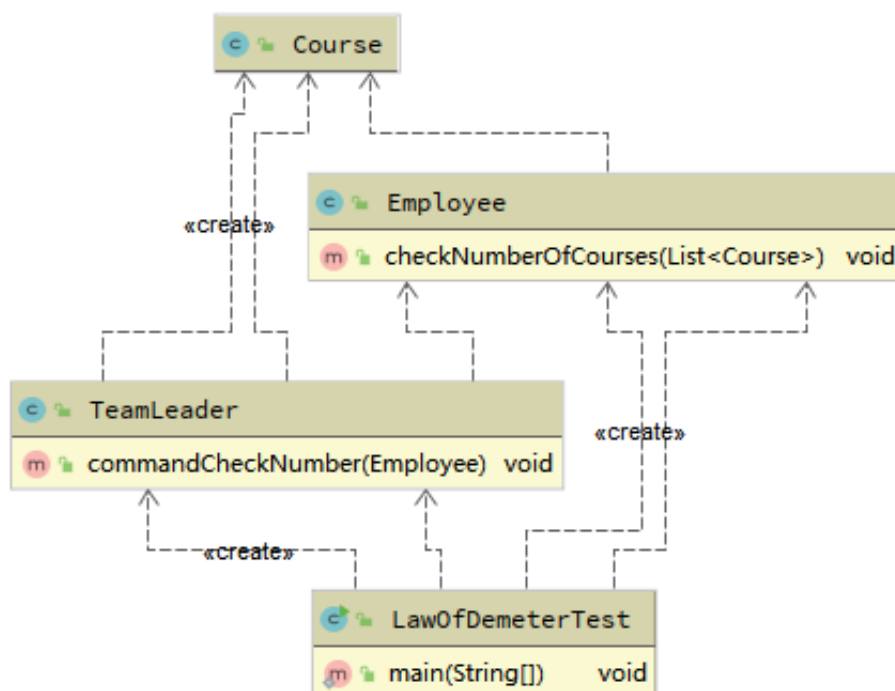 Course
Employee
«create»
checkNumberOfCourses(List<Course>) void
TeamLeader
«create»
commandCheckNumber(Employee) void
«create»
LawOfDemeterTest
main(String[]) void